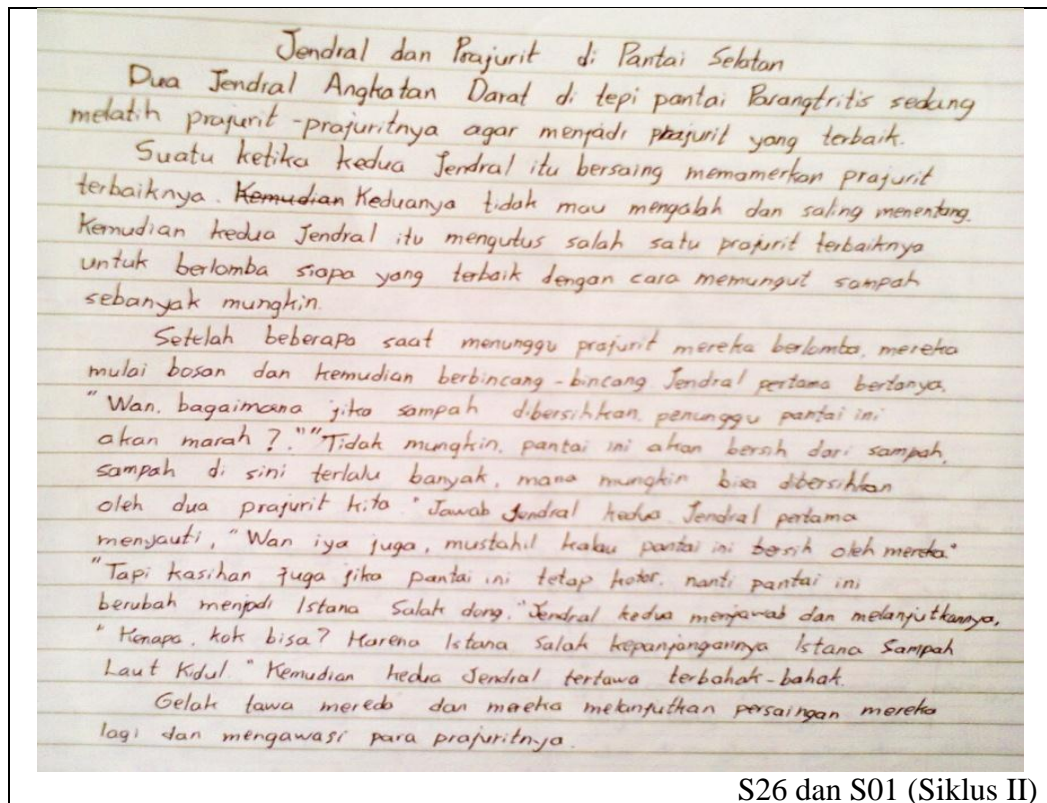 Jendral dan Prajurit di Pantai Selatan
Dua Jendral Angkatan Darat di tepi pantai Parangtritis sedang
melatih prajurit-prajuritnya agar menjadi prajurit yang terbaik.
Suatu ketika kedua Jendral itu bersaing memamerkan prajurit
terbaiknya. Kemudian Keduanya tidak mau mengalah dan saling menentang.
Kemudian kedua Jendral itu mengutus salah satu prajurit terbaiknya
untuk berlomba siapa yang terbaik dengan cara memungut sampah
sebanyak mungkin.
Setelah beberapa saat menunggu prajurit mereka berlomba, mereka
mulai bosan dan kemudian berbincang-bincang. Jendral pertama bertanya,
"Wan, bagaimana jika sampah dibersihkan, penunggu pantai ini
akan marah?." "Tidak mungkin, pantai ini akan bersih dari sampah,
sampah di sini terlalu banyak, mana mungkin bisa dibersihkan
oleh dua prajurit kita." Jawab Jendral kedua. Jendral pertama
menyauti, "Wan iya juga, mustahil kalau pantai ini bersih oleh mereka."
"Tapi kasihan juga jika pantai ini tetap kotor, nanti pantai ini
berubah menjadi Istana Salak dong," Jendral kedua menjawab dan melanjutkannya,
"Kenapa, kok bisa? Karena Istana Salak kepanjangannya Istana Sampah
Laut Kidul." Kemudian kedua Jendral tertawa terbahak-bahak.
Gelak tawa mereda dan mereka melanjutkan persaingan mereka
lagi dan mengawasi para prajuritnya.
S26 dan S01 (Siklus II)